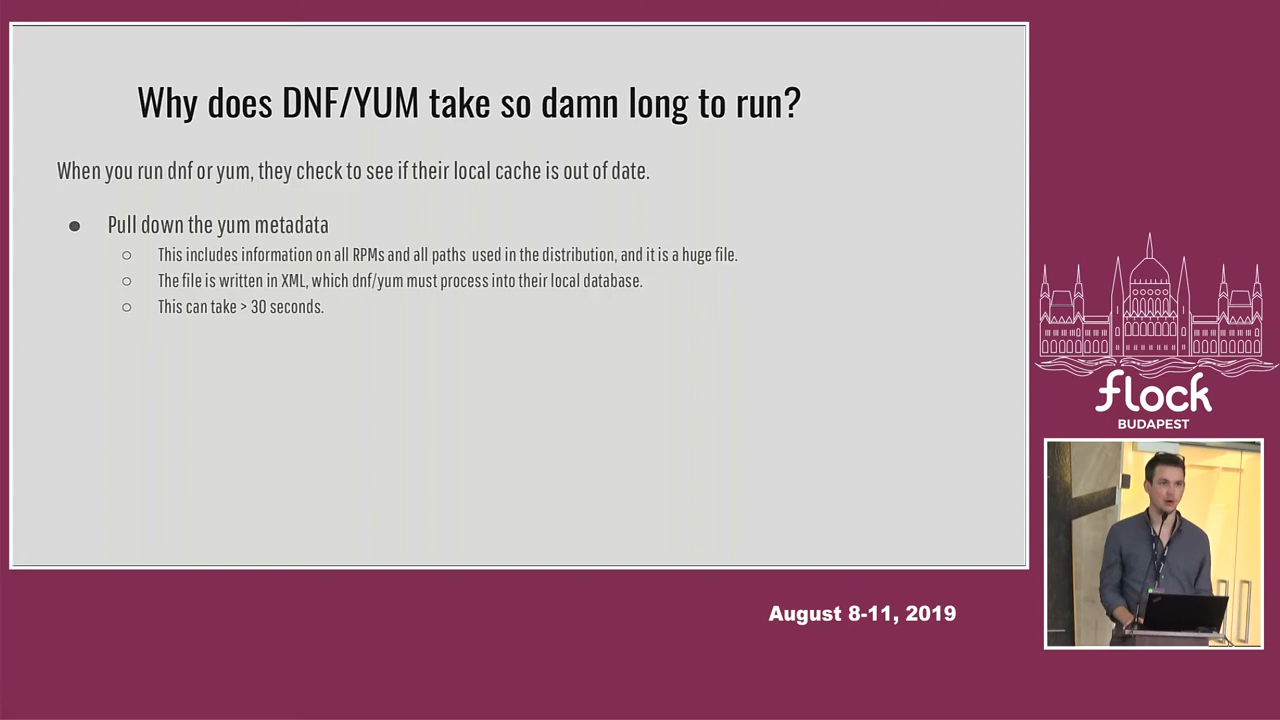 Why does DNF/YUM take so damn long to run?
When you run dnf or yum, they check to see if their local cache is out of date.
● Pull down the yum metadata
○ This includes information on all RPMs and all paths used in the distribution, and it is a huge file.
○ The file is written in XML, which dnf/yum must process into their local database.
○ This can take > 30 seconds.
flock
BUDAPEST
August 8-11, 2019